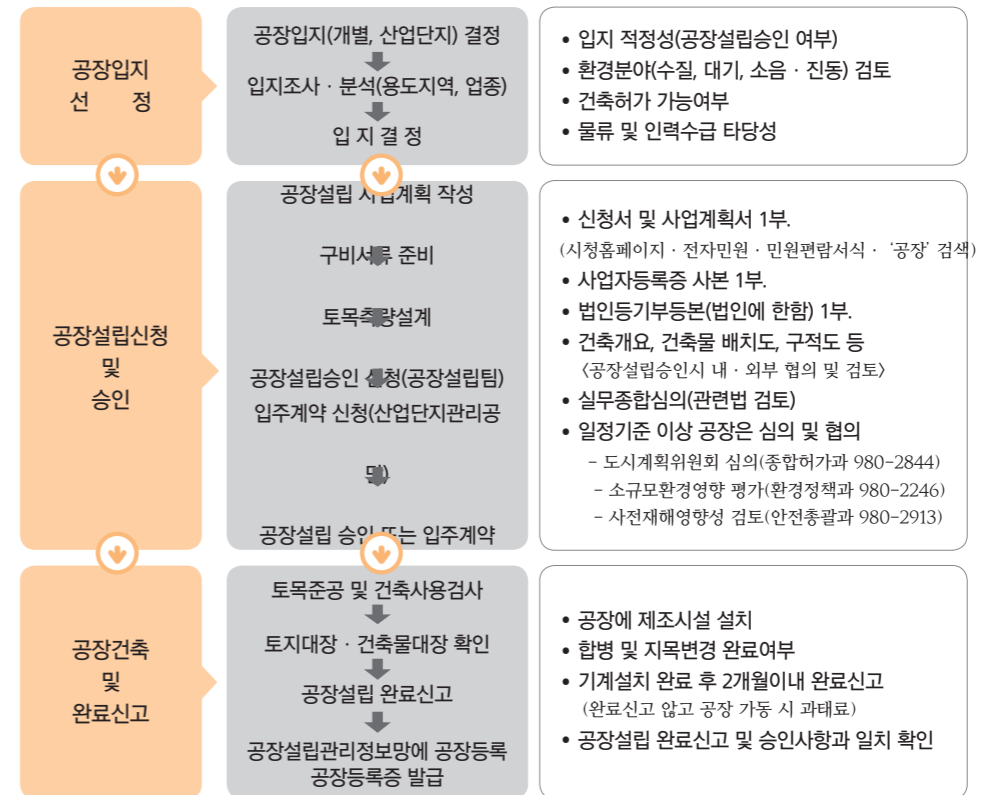 공장입지
선 정
공장입지(개별, 산업단지) 결정
입지조사 · 분석(용도지역, 업종)
입 지 결 정
• 입지 적정성(공장설립승인 여부)
• 환경분야(수질, 대기, 소음 · 진동) 검토
• 건축허가 가능여부
• 물류 및 인력수급 타당성
공장설립신청
및
승인
공장설립 사업계획 작성
구비서류 준비
토목측량설계
공장설립승인 신청(공장설립팀)
입주계약 신청(산업단지관리공
공장설립 승인 또는 입주계약
• 신청서 및 사업계획서 1부.
(시청홈페이지 · 전자민원 · 민원편람서식 · ‘공장’ 검색)
• 사업자등록증 사본 1부.
• 법인등기부등본(법인에 한함) 1부.
• 건축개요, 건축물 배치도, 구적도 등
〈공장설립승인시 내 · 외부 협의 및 검토〉
• 실무종합심의(관련법 검토)
• 일정기준 이상 공장은 심의 및 협의
- 도시계획위원회 심의(종합허가과 980-2844)
- 소규모환경영향 평가(환경정책과 980-2246)
- 사전재해영향성 검토(안전총괄과 980-2913)
공장건축
및
완료신고
토목준공 및 건축사용검사
토지대장 · 건축물대장 확인
공장설립 완료신고
공장설립관리정보망에 공장등록
공장등록증 발급
• 공장에 제조시설 설치
• 합병 및 지목변경 완료여부
• 기계설치 완료 후 2개월이내 완료신고
(완료신고 않고 공장 가동 시 과태료)
• 공장설립 완료신고 및 승인사항과 일치 확인